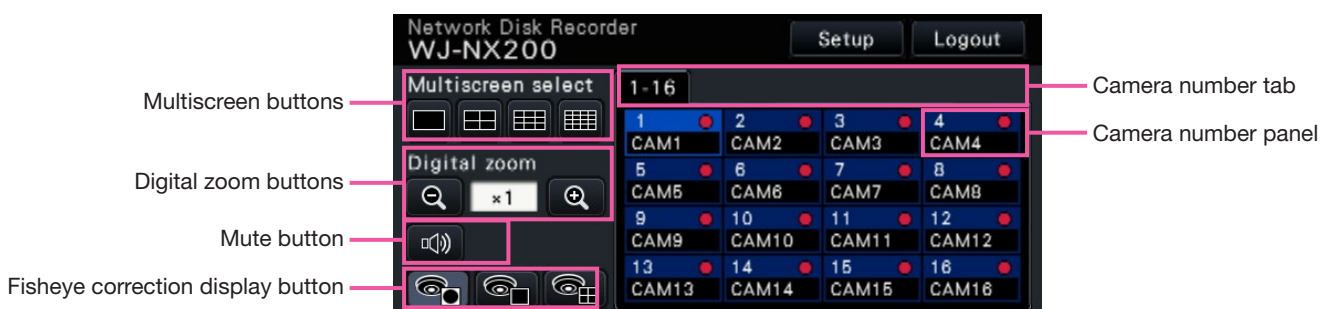 Network Disk Recorder
WJ-NX200
Setup
Logout
Multiscreen buttons
Multiscreen select
1-16
Camera number tab
1 2 3 4
CAM1 CAM2 CAM3 CAM4
Camera number panel
Digital zoom buttons
Digital zoom
×1
5 6 7 8
CAM5 CAM6 CAM7 CAM8
Mute button
9 10 11 12
CAM9 CAM10 CAM11 CAM12
Fisheye correction display button
13 14 15 16
CAM13 CAM14 CAM15 CAM16